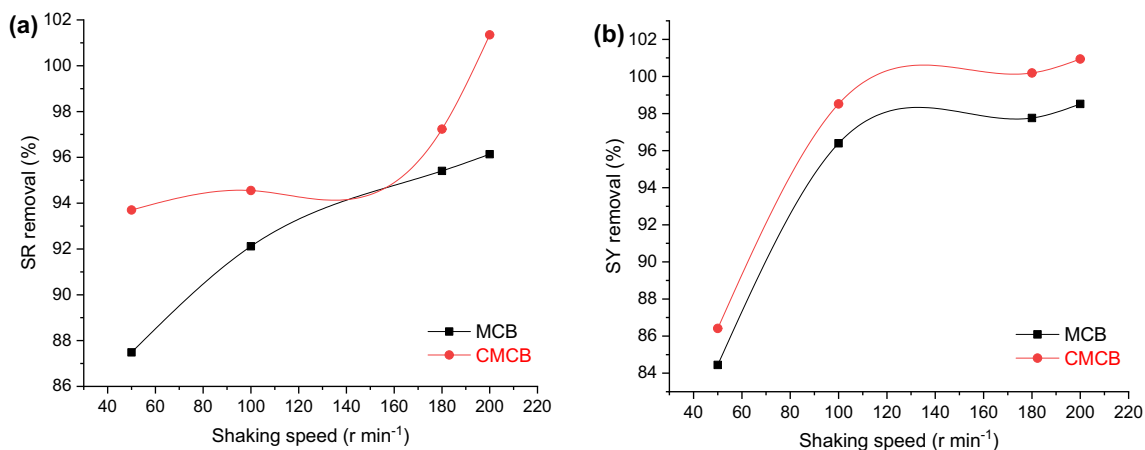 (a)
102
100
98
96
94
92
90
88
86
SR removal (%)
MCB
CMCB
40 60 80 100 120 140 160 180 200 220
Shaking speed (r min⁻¹)
(b)
102
100
98
96
94
92
90
88
86
84
SY removal (%)
MCB
CMCB
40 60 80 100 120 140 160 180 200 220
Shaking speed (r min⁻¹)